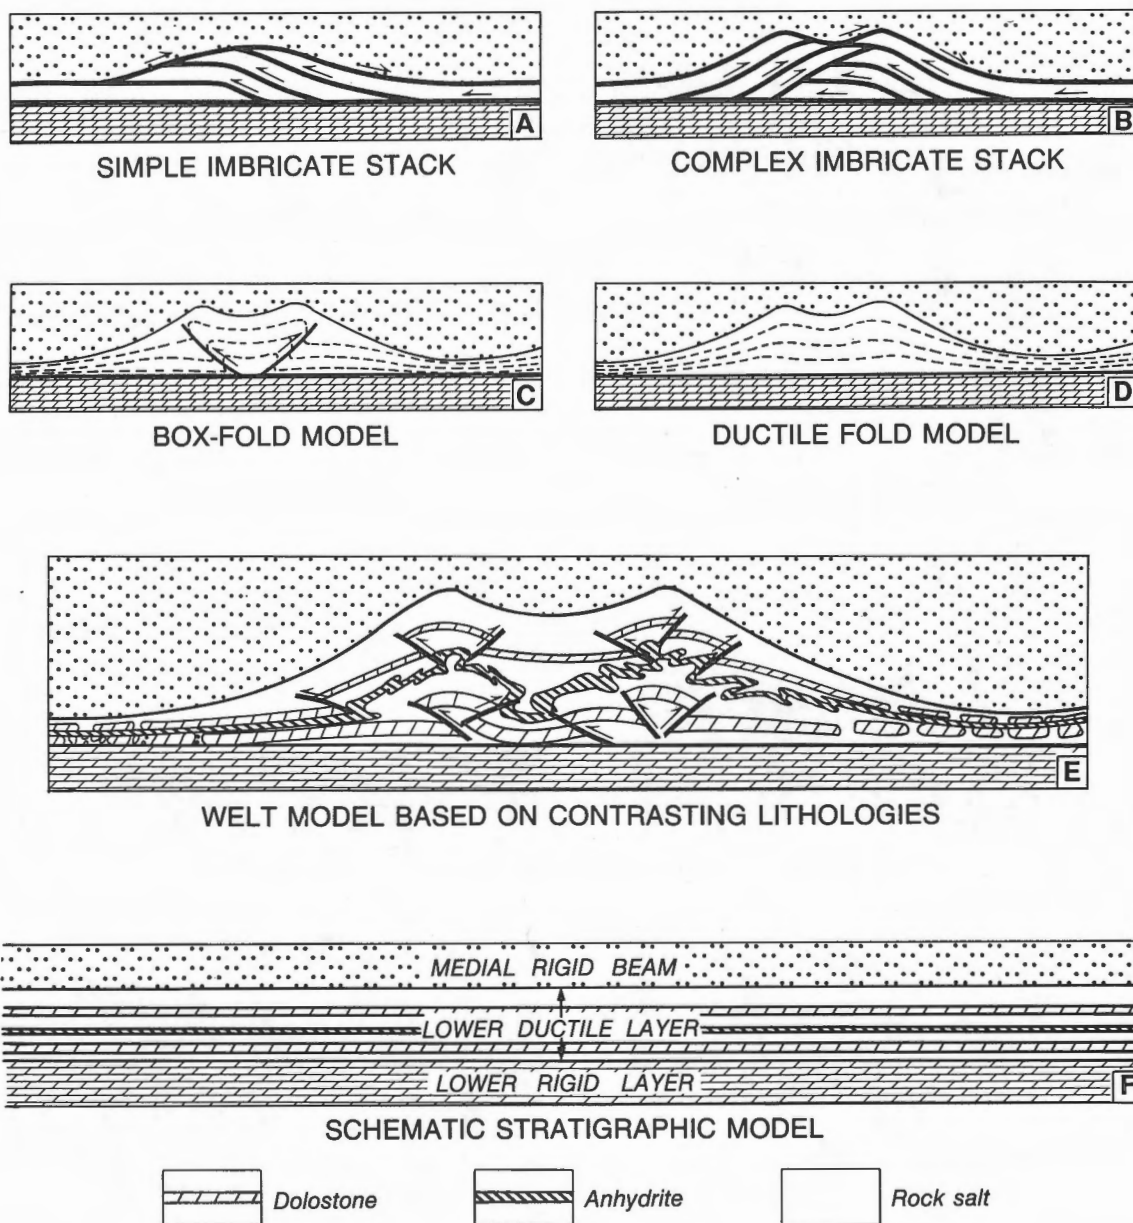 A
SIMPLE IMBRICATE STACK
B
COMPLEX IMBRICATE STACK
C
BOX-FOLD MODEL
D
DUCTILE FOLD MODEL
E
WELT MODEL BASED ON CONTRASTING LITHOLOGIES
MEDIAL RIGID BEAM
LOWER DUCTILE LAYER
LOWER RIGID LAYER
F
SCHEMATIC STRATIGRAPHIC MODEL
Dolostone
Anhydrite
Rock salt